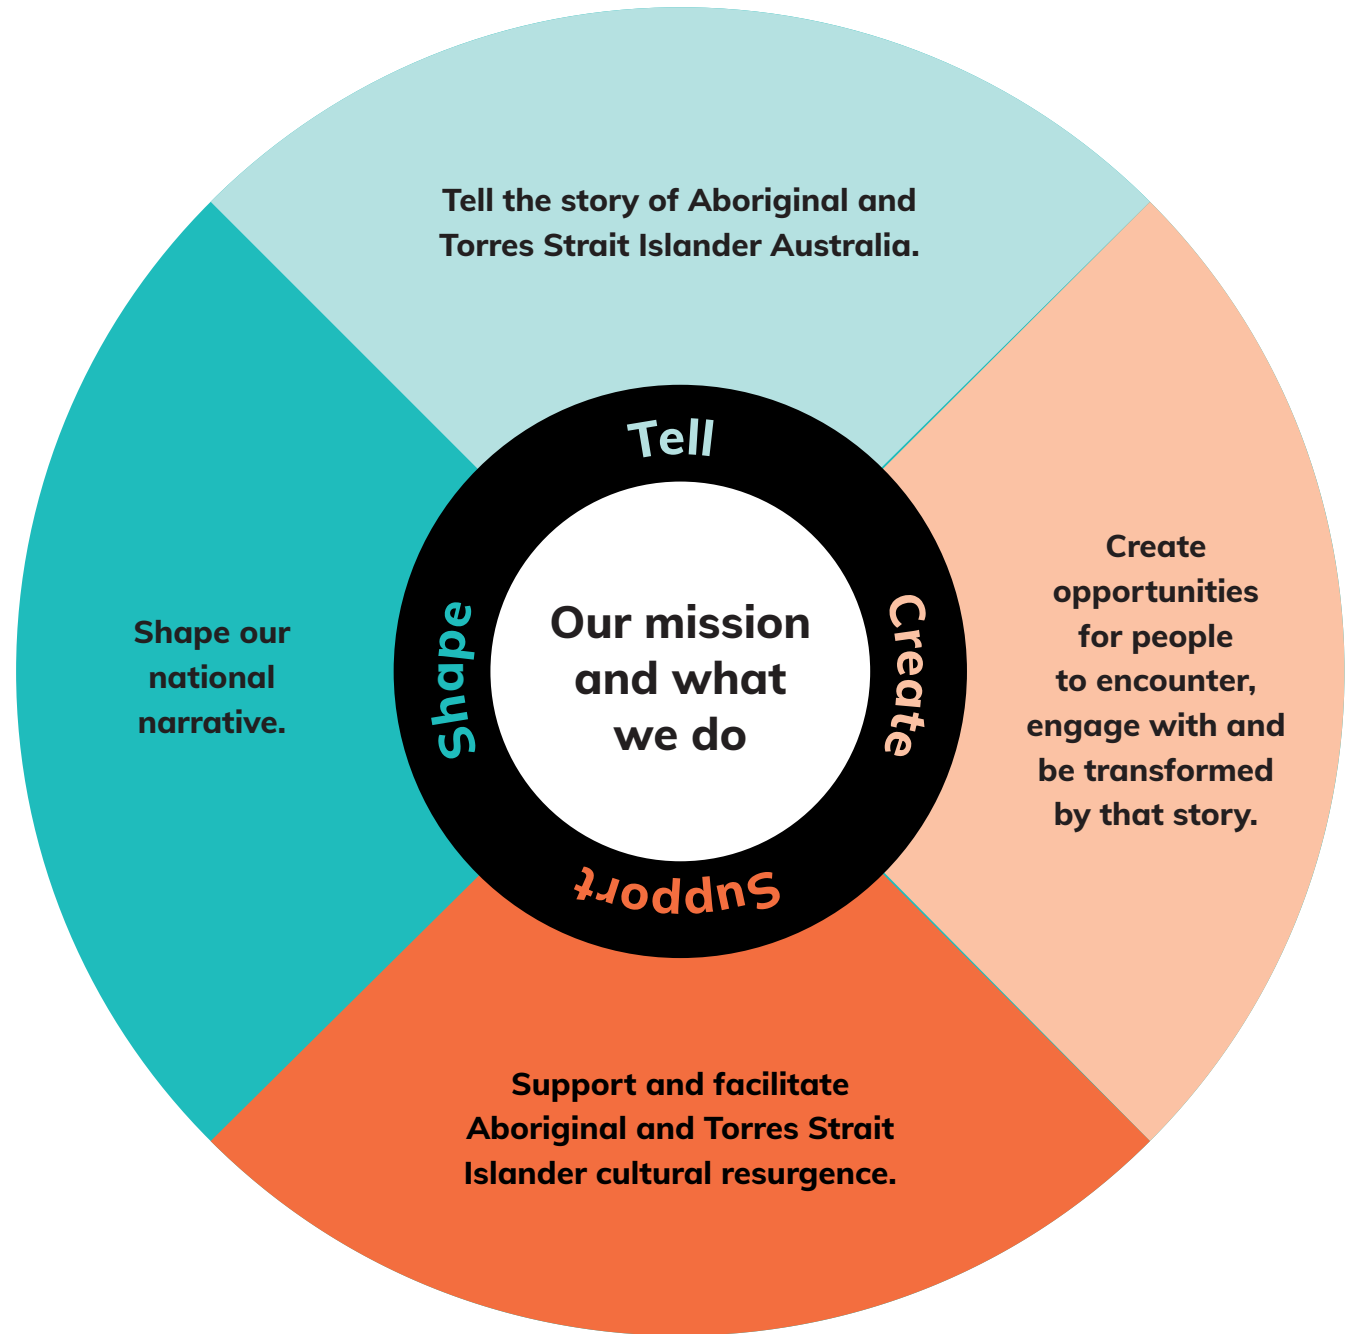 Tell the story of Aboriginal and
Torres Strait Islander Australia.
Tell
Create
opportunities
for people
to encounter,
engage with and
be transformed
by that story.
Create
Our mission
and what
we do
Shape
Shape our
national
narrative.
Support
Support and facilitate
Aboriginal and Torres Strait
Islander cultural resurgence.